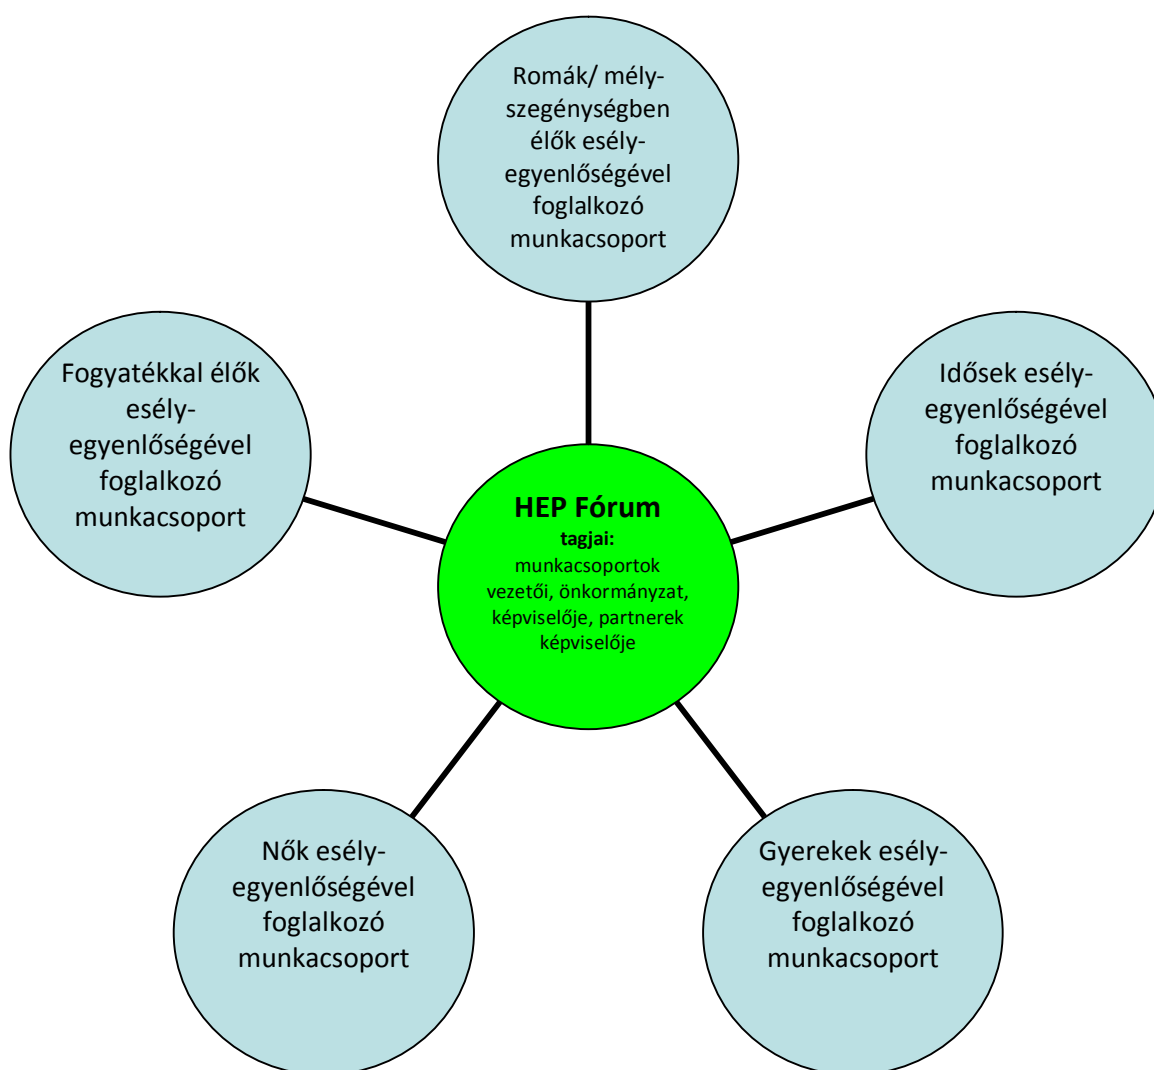 Romák/ mély-
szegénységben
élők esély-
egyenlőségével
foglalkozó
munkacsoport
Fogyatékkal élők
esély-
egyenlőségével
foglalkozó
munkacsoport
Idősek esély-
egyenlőségével
foglalkozó
munkacsoport
HEP Fórum
tagjai:
munkacsoportok
vezetői, önkormányzat,
képviselője, partnerek
képviselője
Nők esély-
egyenlőségével
foglalkozó
munkacsoport
Gyerekek esély-
egyenlőségével
foglalkozó
munkacsoport